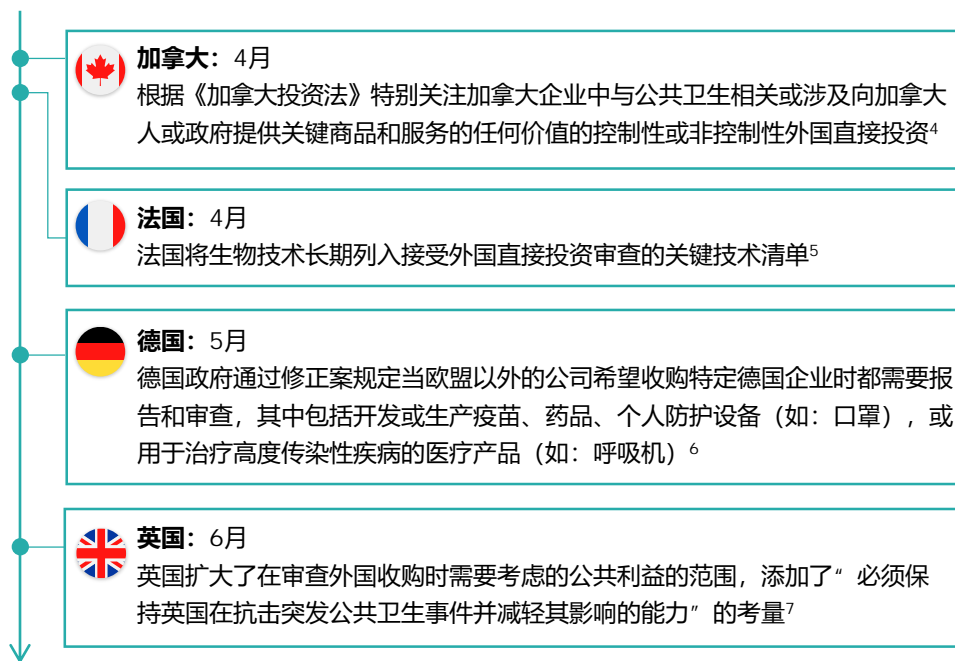 加拿大：4月
根据《加拿大投资法》特别关注加拿大企业中与公共卫生相关或涉及向加拿大
人或政府提供关键商品和服务的任何价值的控制性或非控制性外国直接投资⁴
法国：4月
法国将生物技术长期列入接受外国直接投资审查的关键技术清单⁵
德国：5月
德国政府通过修正案规定当欧盟以外的公司希望收购特定德国企业时都需要报
告和审查，其中包括开发或生产疫苗、药品、个人防护设备（如：口罩），或
用于治疗高度传染性疾病的医疗产品（如：呼吸机）⁶
英国：6月
英国扩大了在审查外国收购时需要考虑的公共利益的范围，添加了“必须保
持英国在抗击突发公共卫生事件并减轻其影响的能力”的考量⁷